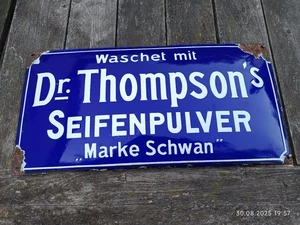 Waschet mit
Dr. Thompson's
SEIFENPULVER
„Marke Schwan"
30.08.2025 19:57